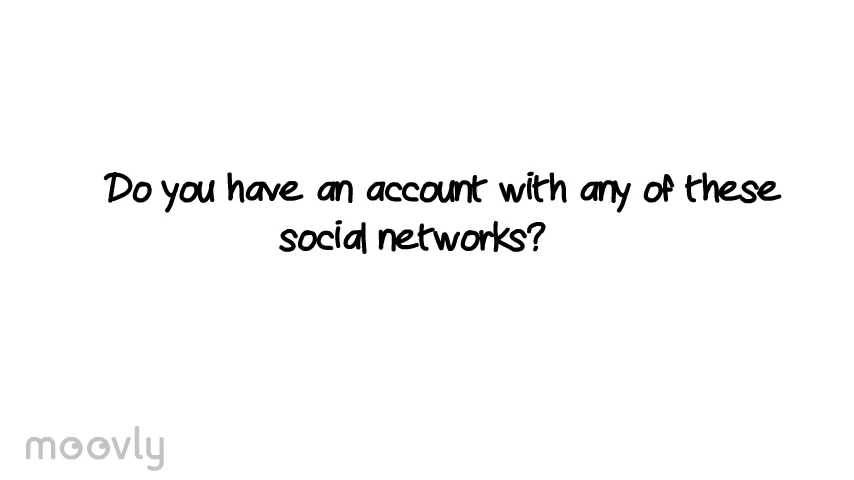 Do you have an account with any of these
social networks?
moovly